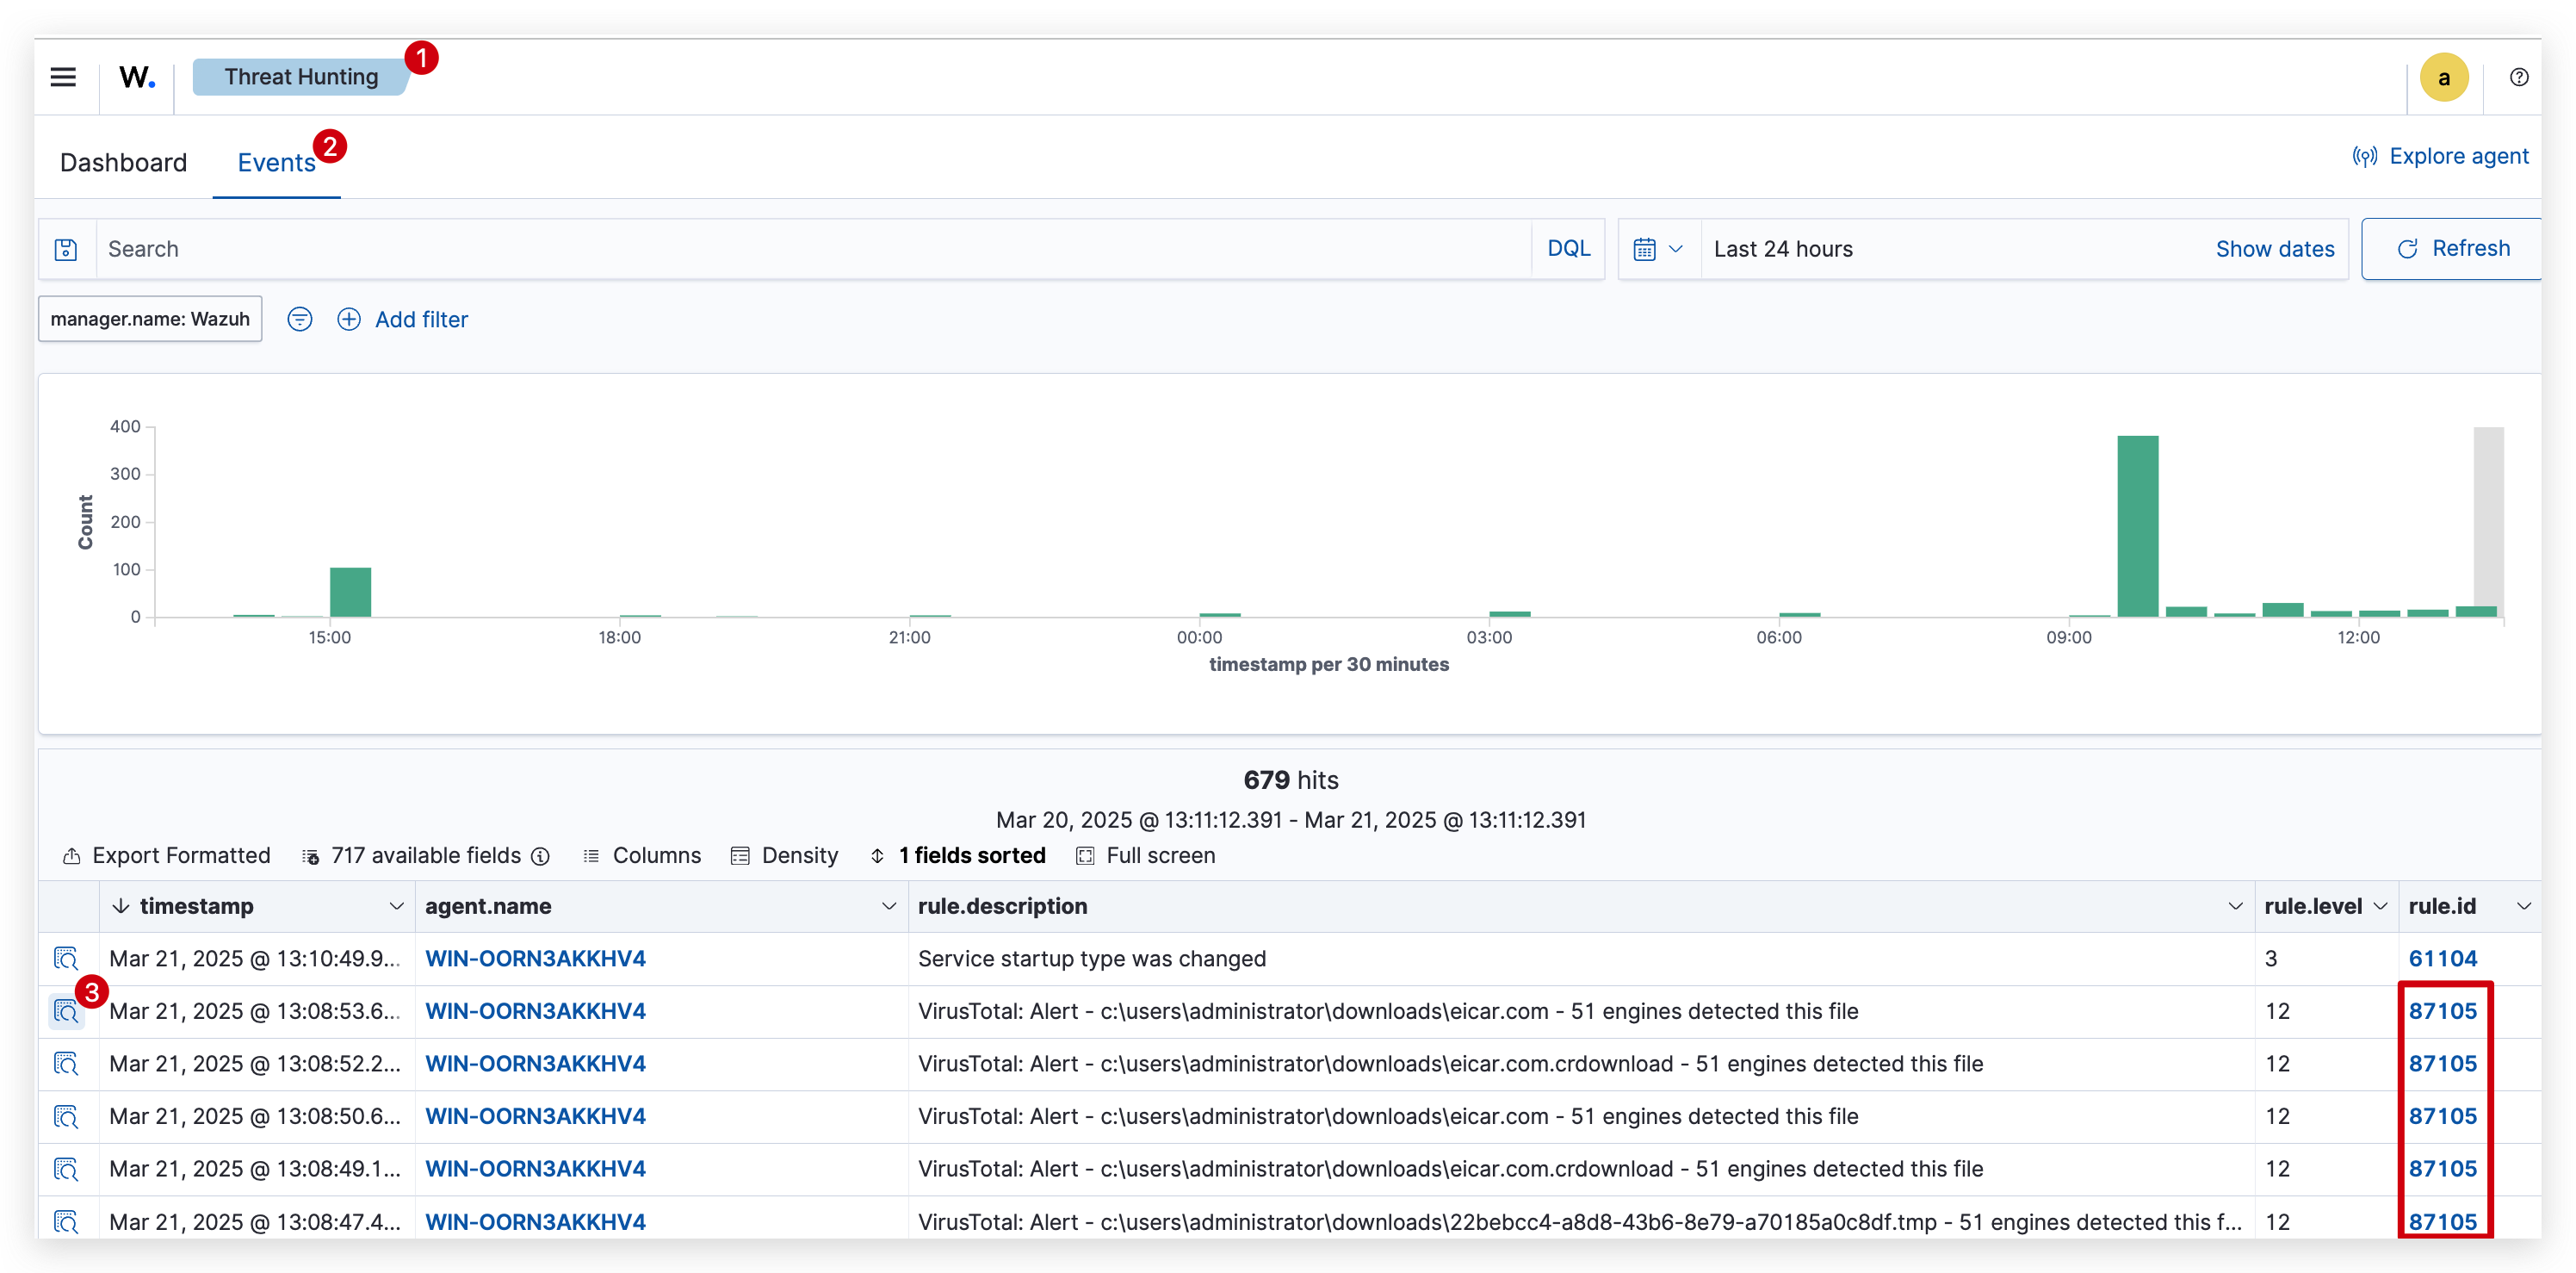 W. Threat Hunting 1 a
Dashboard Events 2 Explore agent
Search DQL Last 24 hours Show dates Refresh
manager.name: Wazuh Add filter
400
300
200
100
0
Count
15:00 18:00 21:00 00:00 03:00 06:00 09:00 12:00
timestamp per 30 minutes
679 hits
Mar 20, 2025 @ 13:11:12.391 - Mar 21, 2025 @ 13:11:12.391
Export Formatted 717 available fields Columns Density 1 fields sorted Full screen
timestamp agent.name rule.description rule.level rule.id
Mar 21, 2025 @ 13:10:49.9... WIN-OORN3AKKHV4 Service startup type was changed 3 61104
3 Mar 21, 2025 @ 13:08:53.6... WIN-OORN3AKKHV4 VirusTotal: Alert - c:\users\administrator\downloads\eicar.com - 51 engines detected this file 12 87105
Mar 21, 2025 @ 13:08:52.2... WIN-OORN3AKKHV4 VirusTotal: Alert - c:\users\administrator\downloads\eicar.com.crdownload - 51 engines detected this file 12 87105
Mar 21, 2025 @ 13:08:50.6... WIN-OORN3AKKHV4 VirusTotal: Alert - c:\users\administrator\downloads\eicar.com - 51 engines detected this file 12 87105
Mar 21, 2025 @ 13:08:49.1... WIN-OORN3AKKHV4 VirusTotal: Alert - c:\users\administrator\downloads\eicar.com.crdownload - 51 engines detected this file 12 87105
Mar 21, 2025 @ 13:08:47.4... WIN-OORN3AKKHV4 VirusTotal: Alert - c:\users\administrator\downloads\22bebcc4-a8d8-43b6-8e79-a70185a0c8df.tmp - 51 engines detected this f... 12 87105